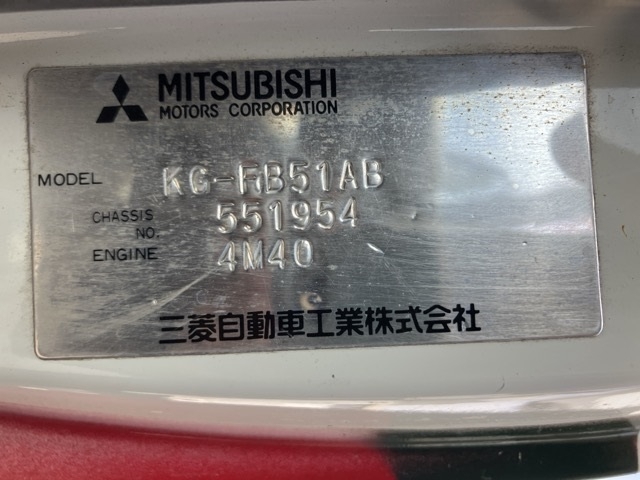 MITSUBISHI
MOTORS CORPORATION
MODEL KG-FB51AB
CHASSIS NO. 551954
ENGINE 4M40
三菱自動車工業株式会社